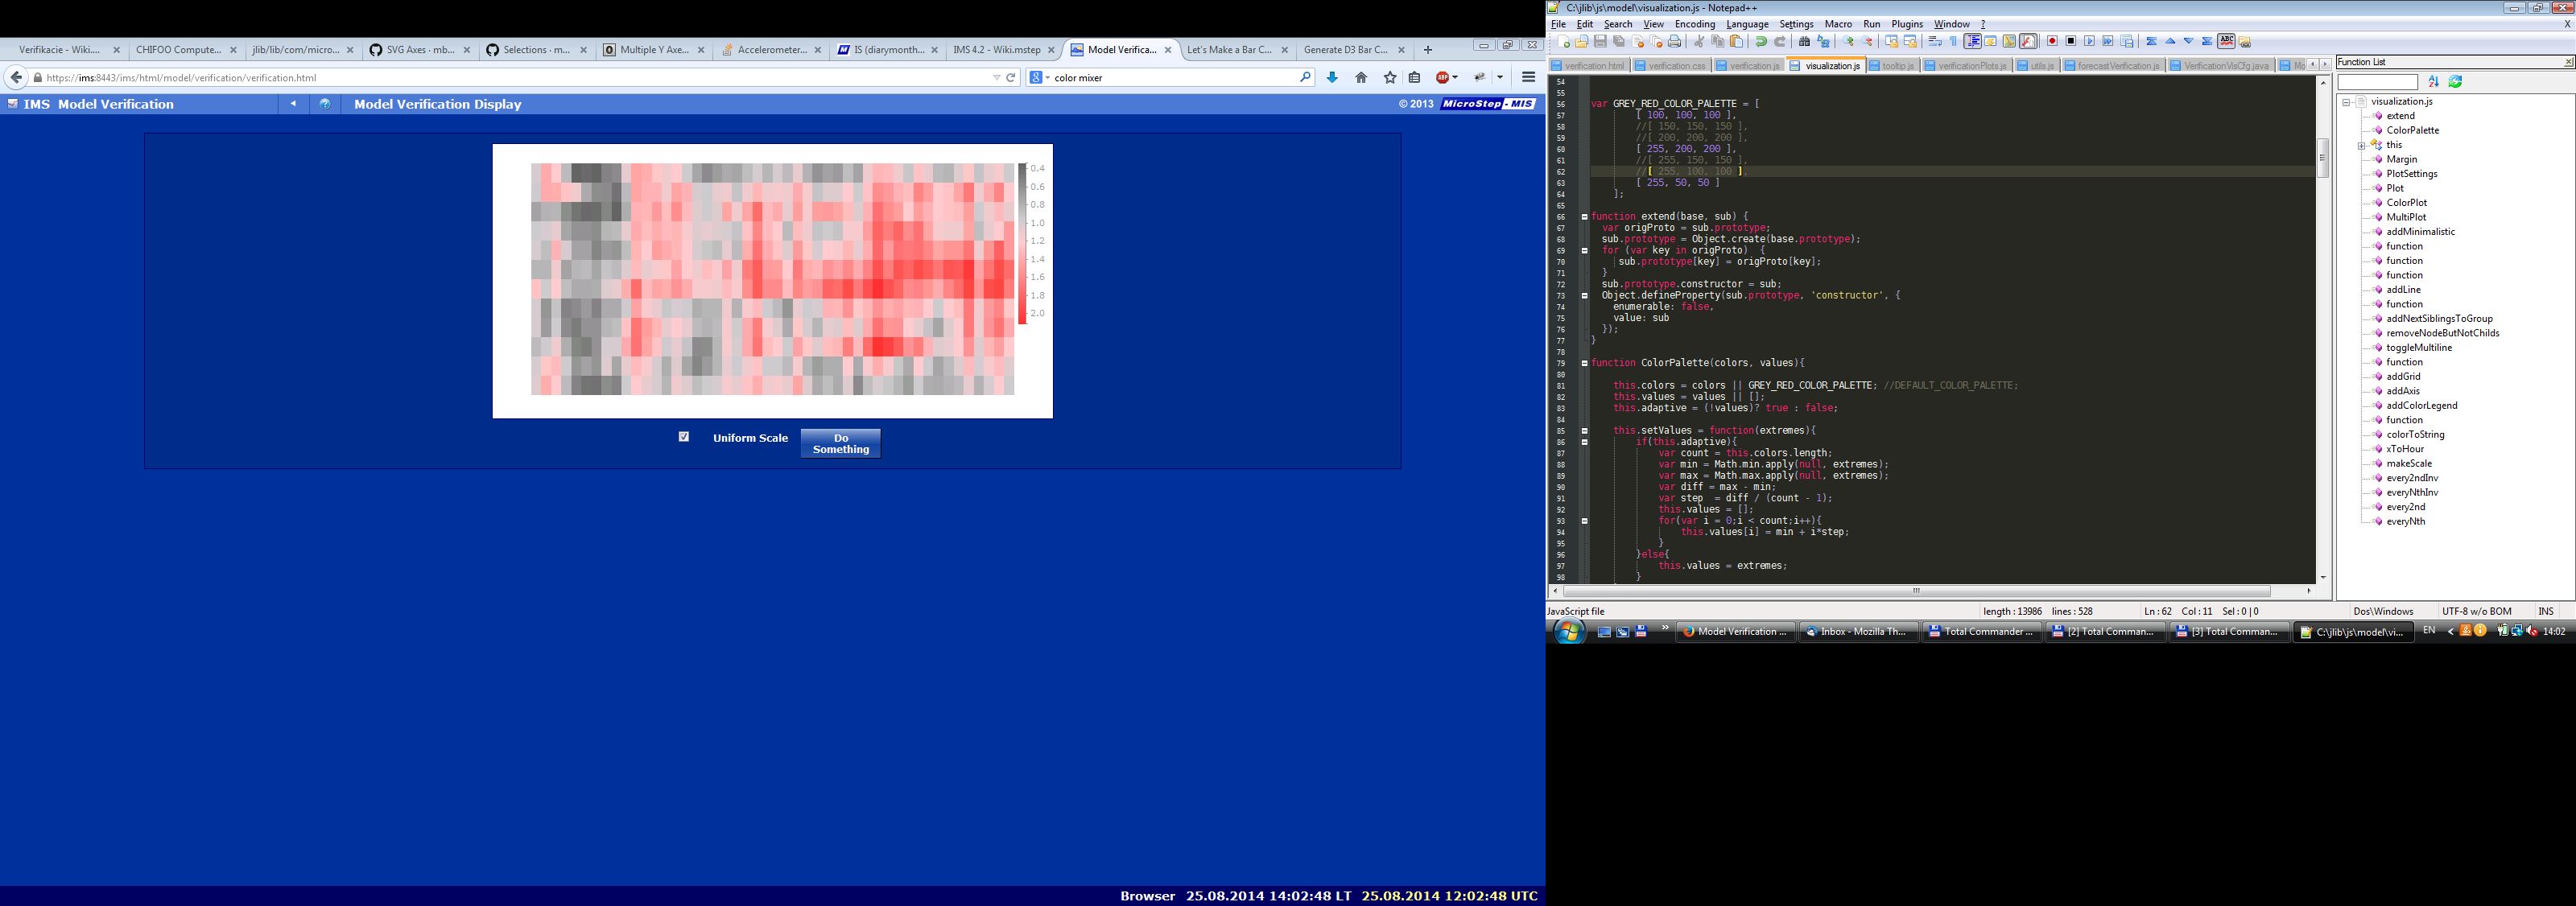 Verifikacie - Wiki....
CHIFOO Compute...
jlib/lib/com/micro...
SVG Axes · mb...
Selections · m...
Multiple Y Axe...
Accelerometer...
IS (diarymonth...
IMS 4.2 - Wiki.mstep
Model Verifica...
Let's Make a Bar C...
Generate D3 Bar C...
https://ims:8443/ims/html/model/verification/verification.html
color mixer
ABP
IMS Model Verification
Model Verification Display
© 2013 MicroStep-MIS
0.4
0.6
0.8
1.0
1.2
1.4
1.6
1.8
2.0
Uniform Scale
Do
Something
Browser 25.08.2014 14:02:48 LT 25.08.2014 12:02:48 UTC
C:\jlib\js\model\visualization.js - Notepad++
File Edit Search View Encoding Language Settings Macro Run Plugins Window ? X
verification.html verification.css verification.js visualization.js tooltip.js verificationPlots.js utils.js forecastVerification.js VerificationVisCfg.java Mo
54
55
56 var GREY_RED_COLOR_PALETTE = [
57 [ 100, 100, 100 ],
58 //[ 150, 150, 150 ],
59 //[ 200, 200, 200 ],
60 [ 255, 200, 200 ],
61 //[ 255, 150, 150 ],
62 //[ 255, 100, 100 ],
63 [ 255, 50, 50 ]
64 ];
65
66 function extend(base, sub) {
67 var origProto = sub.prototype;
68 sub.prototype = Object.create(base.prototype);
69 for (var key in origProto) {
70 sub.prototype[key] = origProto[key];
71 }
72 sub.prototype.constructor = sub;
73 Object.defineProperty(sub.prototype, 'constructor', {
74 enumerable: false,
75 value: sub
76 });
77 }
78
79 function ColorPalette(colors, values){
80
81 this.colors = colors || GREY_RED_COLOR_PALETTE; //DEFAULT_COLOR_PALETTE;
82 this.values = values || [];
83 this.adaptive = (!values)? true : false;
84
85 this.setValues = function(extremes){
86 if(this.adaptive){
87 var count = this.colors.length;
88 var min = Math.min.apply(null, extremes);
89 var max = Math.max.apply(null, extremes);
90 var diff = max - min;
91 var step = diff / (count - 1);
92 this.values = [];
93 for(var i = 0;i < count;i++){
94 this.values[i] = min + i*step;
95 }
96 }else{
97 this.values = extremes;
98 }
Function List
visualization.js
extend
ColorPalette
this
Margin
PlotSettings
Plot
ColorPlot
MultiPlot
addMinimalistic
function
function
function
addLine
function
addNextSiblingsToGroup
removeNodeButNotChilds
toggleMultiline
function
addGrid
addAxis
addColorLegend
function
colorToString
xToHour
makeScale
every2ndInv
everyNthInv
every2nd
everyNth
JavaScript file length : 13986 lines : 528 Ln : 62 Col : 11 Sel : 0 | 0 Dos\Windows UTF-8 w/o BOM INS
Model Verification ... Inbox - Mozilla Th... Total Commander ... [2] Total Comman... [3] Total Comman... C:\jlib\js\model\vi... EN 14:02